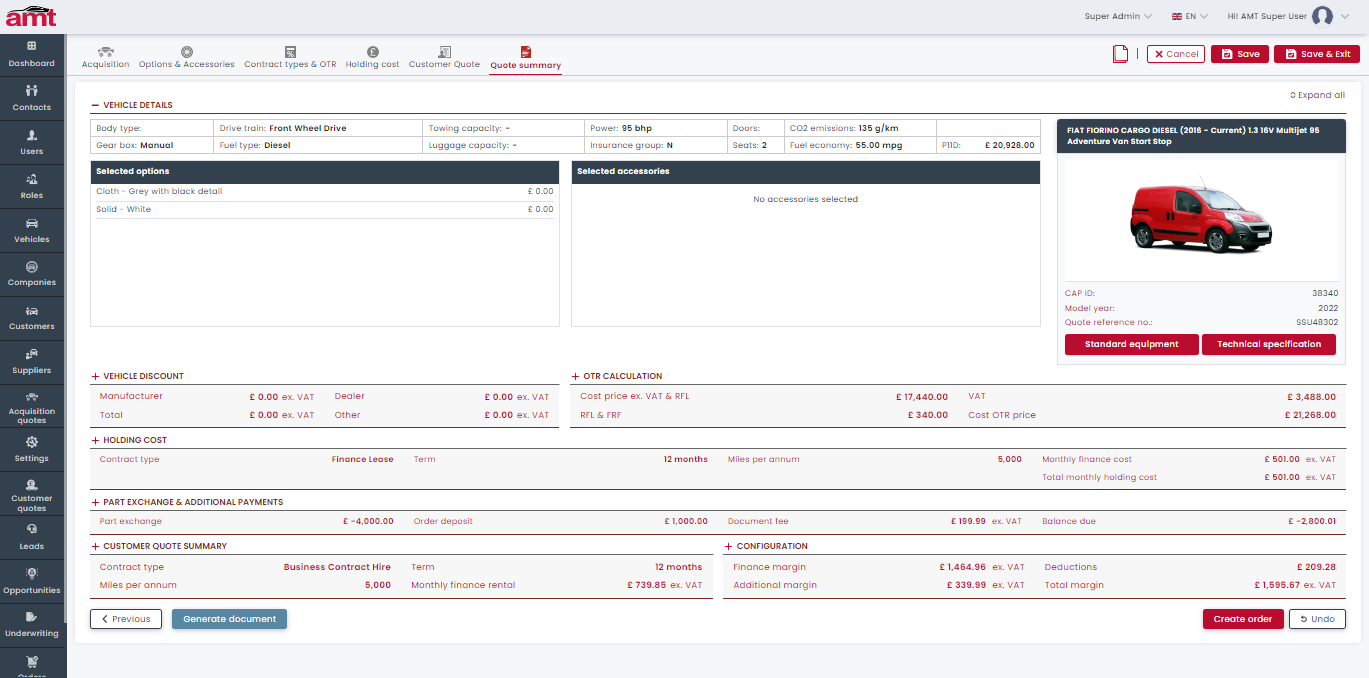 amt
Super Admin
EN
Hi! AMT Super User
Dashboard
Contacts
Users
Roles
Vehicles
Companies
Customers
Suppliers
Acquisition quotes
Settings
Customer quotes
Leads
Opportunities
Underwriting
Orders
Acquisition
Options & Accessories
Contract types & OTR
Holding cost
Customer Quote
Quote summary
Cancel
Save
Save & Exit
Expand all
VEHICLE DETAILS
Body type: Drive train: Front Wheel Drive Towing capacity: - Power: 95 bhp Doors: CO2 emissions: 135 g/km
Gear box: Manual Fuel type: Diesel Luggage capacity: - Insurance group: N Seats: 2 Fuel economy: 55.00 mpg P11D: £ 20,928.00
Selected options
Cloth - Grey with black detail £ 0.00
Solid - White £ 0.00
Selected accessories
No accessories selected
FIAT FIORINO CARGO DIESEL (2016 - Current) 1.3 16V Multijet 95
Adventure Van Start Stop
CAP ID: 38340
Model year: 2022
Quote reference no.: SSU48302
Standard equipment
Technical specification
VEHICLE DISCOUNT
Manufacturer £ 0.00 ex. VAT Dealer £ 0.00 ex. VAT
Total £ 0.00 ex. VAT Other £ 0.00 ex. VAT
OTR CALCULATION
Cost price ex. VAT & RFL £ 17,440.00 VAT £ 3,488.00
RFL & FRF £ 340.00 Cost OTR price £ 21,268.00
HOLDING COST
Contract type Finance Lease Term 12 months Miles per annum 5,000 Monthly finance cost £ 501.00 ex. VAT
Total monthly holding cost £ 501.00 ex. VAT
PART EXCHANGE & ADDITIONAL PAYMENTS
Part exchange £ -4,000.00 Order deposit £ 1,000.00 Document fee £ 199.99 ex. VAT Balance due £ -2,800.01
CUSTOMER QUOTE SUMMARY
Contract type Business Contract Hire Term 12 months
Miles per annum 5,000 Monthly finance rental £ 739.85 ex. VAT
CONFIGURATION
Finance margin £ 1,464.96 ex. VAT Deductions £ 209.28
Additional margin £ 339.99 ex. VAT Total margin £ 1,595.67 ex. VAT
Previous
Generate document
Create order
Undo